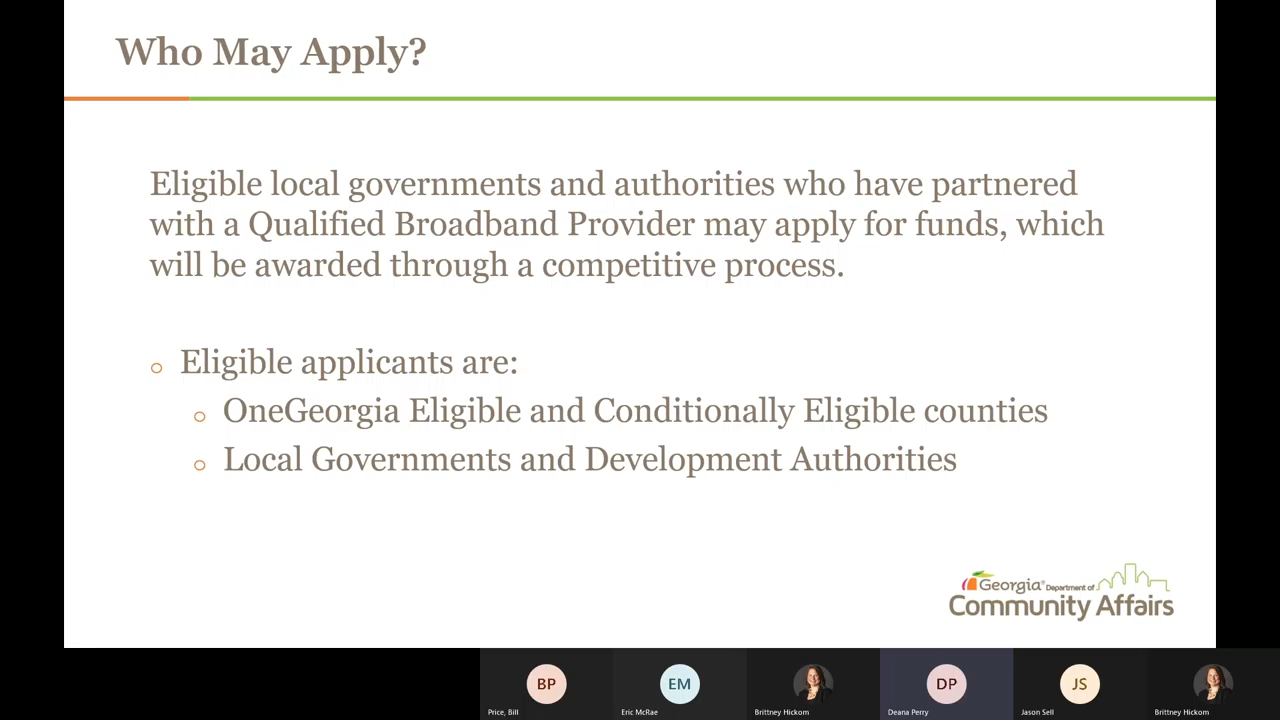 Who May Apply?
Eligible local governments and authorities who have partnered
with a Qualified Broadband Provider may apply for funds, which
will be awarded through a competitive process.
Eligible applicants are:
OneGeorgia Eligible and Conditionally Eligible counties
Local Governments and Development Authorities
Georgia® Department of
Community Affairs
BP
EM
DP
JS
Price, Bill
Eric McRae
Brittney Hickom
Deana Perry
Jason Sell
Brittney Hickom